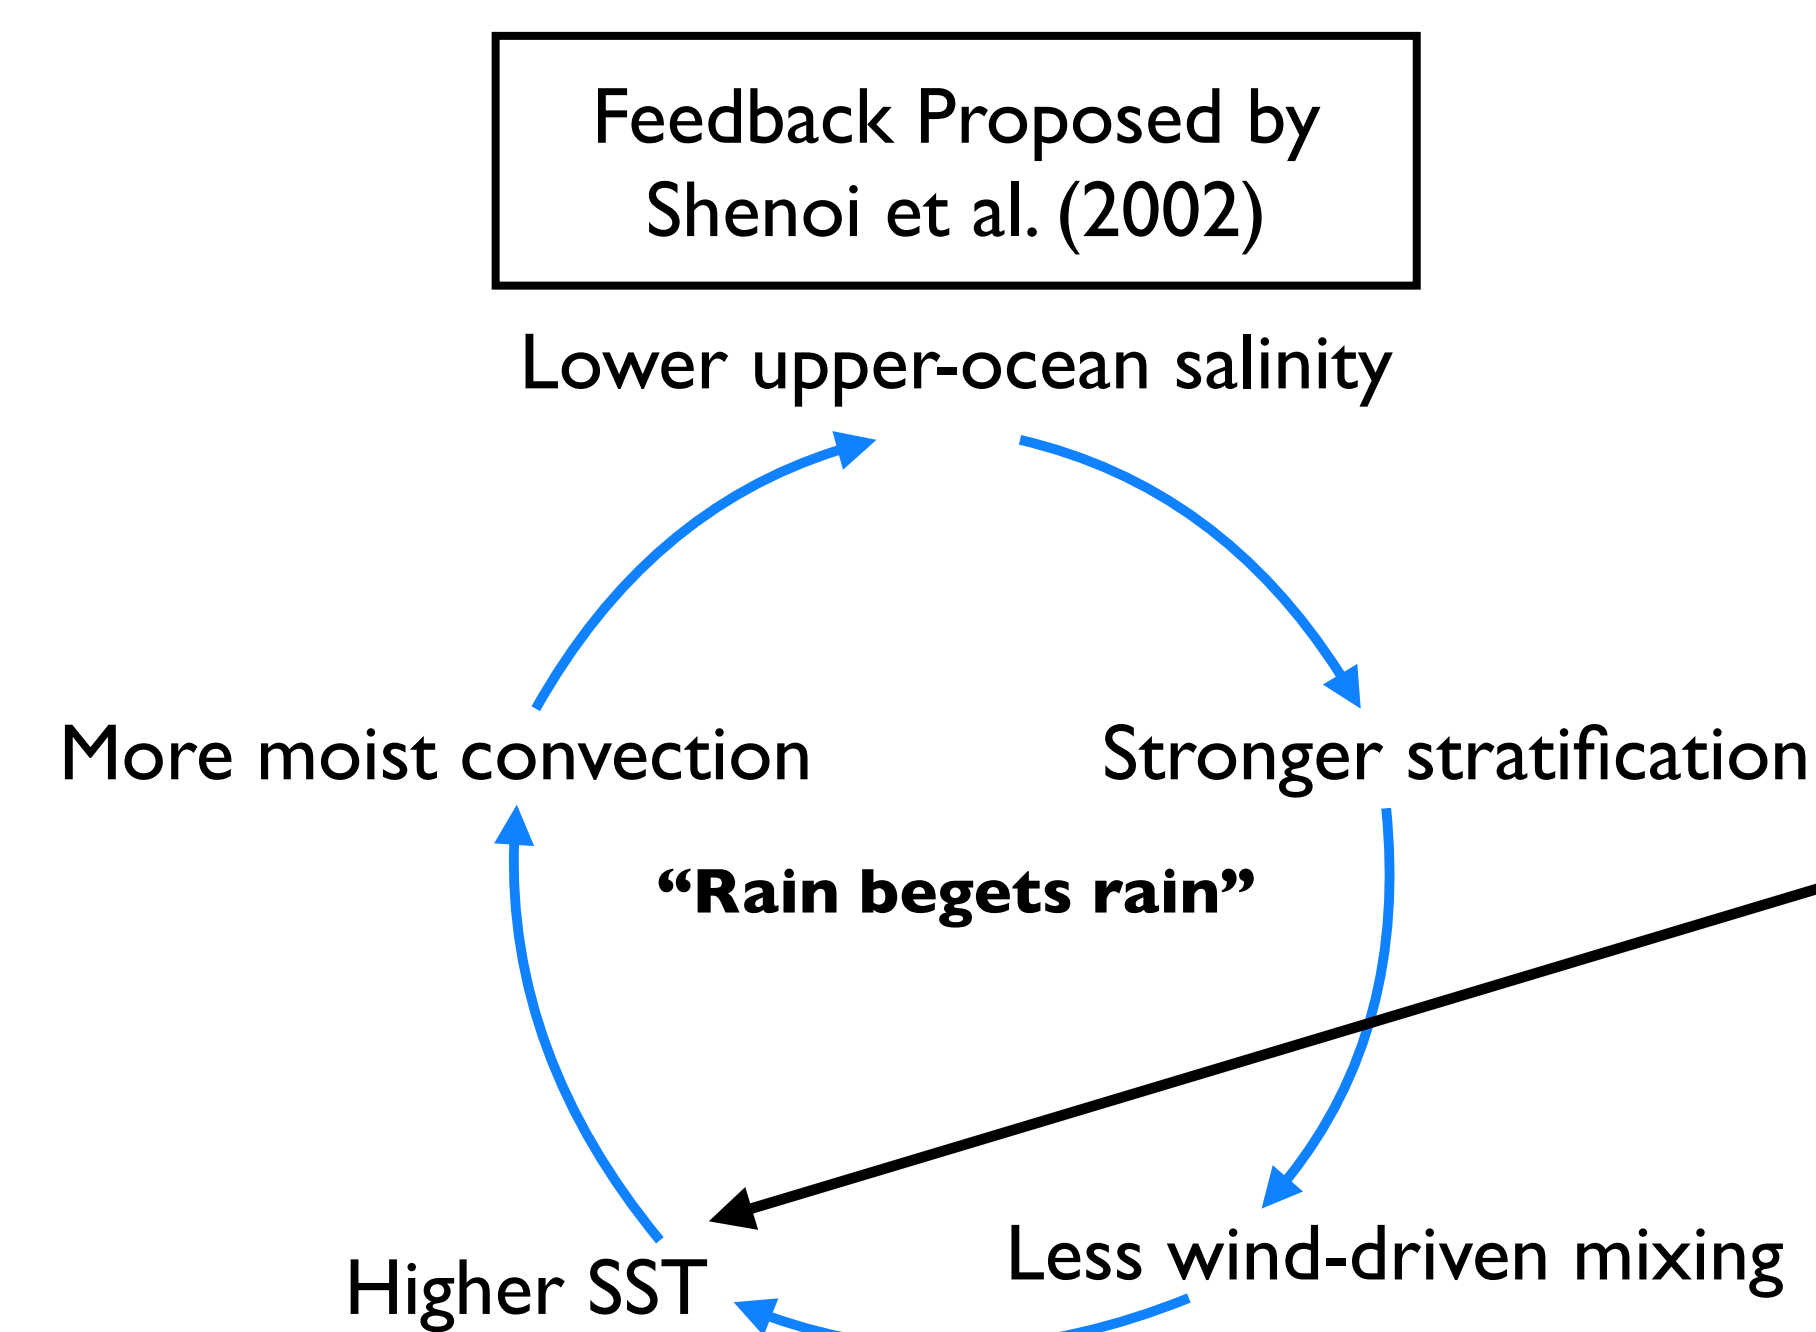 Feedback Proposed by
Shenoi et al. (2002)
Lower upper-ocean salinity
More moist convection
Stronger stratification
“Rain begets rain”
Less wind-driven mixing
Higher SST